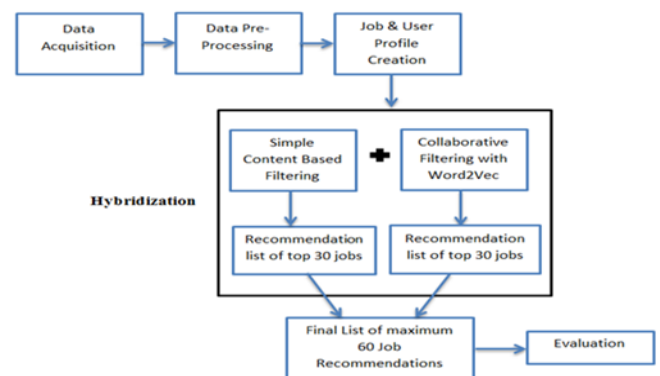 Data
Acquisition
Data Pre-
Processing
Job & User
Profile
Creation
Simple
Content Based
Filtering
Collaborative
Filtering with
Word2Vec
Hybridization
Recommendation
list of top 30 jobs
Recommendation
list of top 30 jobs
Final List of maximum
60 Job
Recommendations
Evaluation